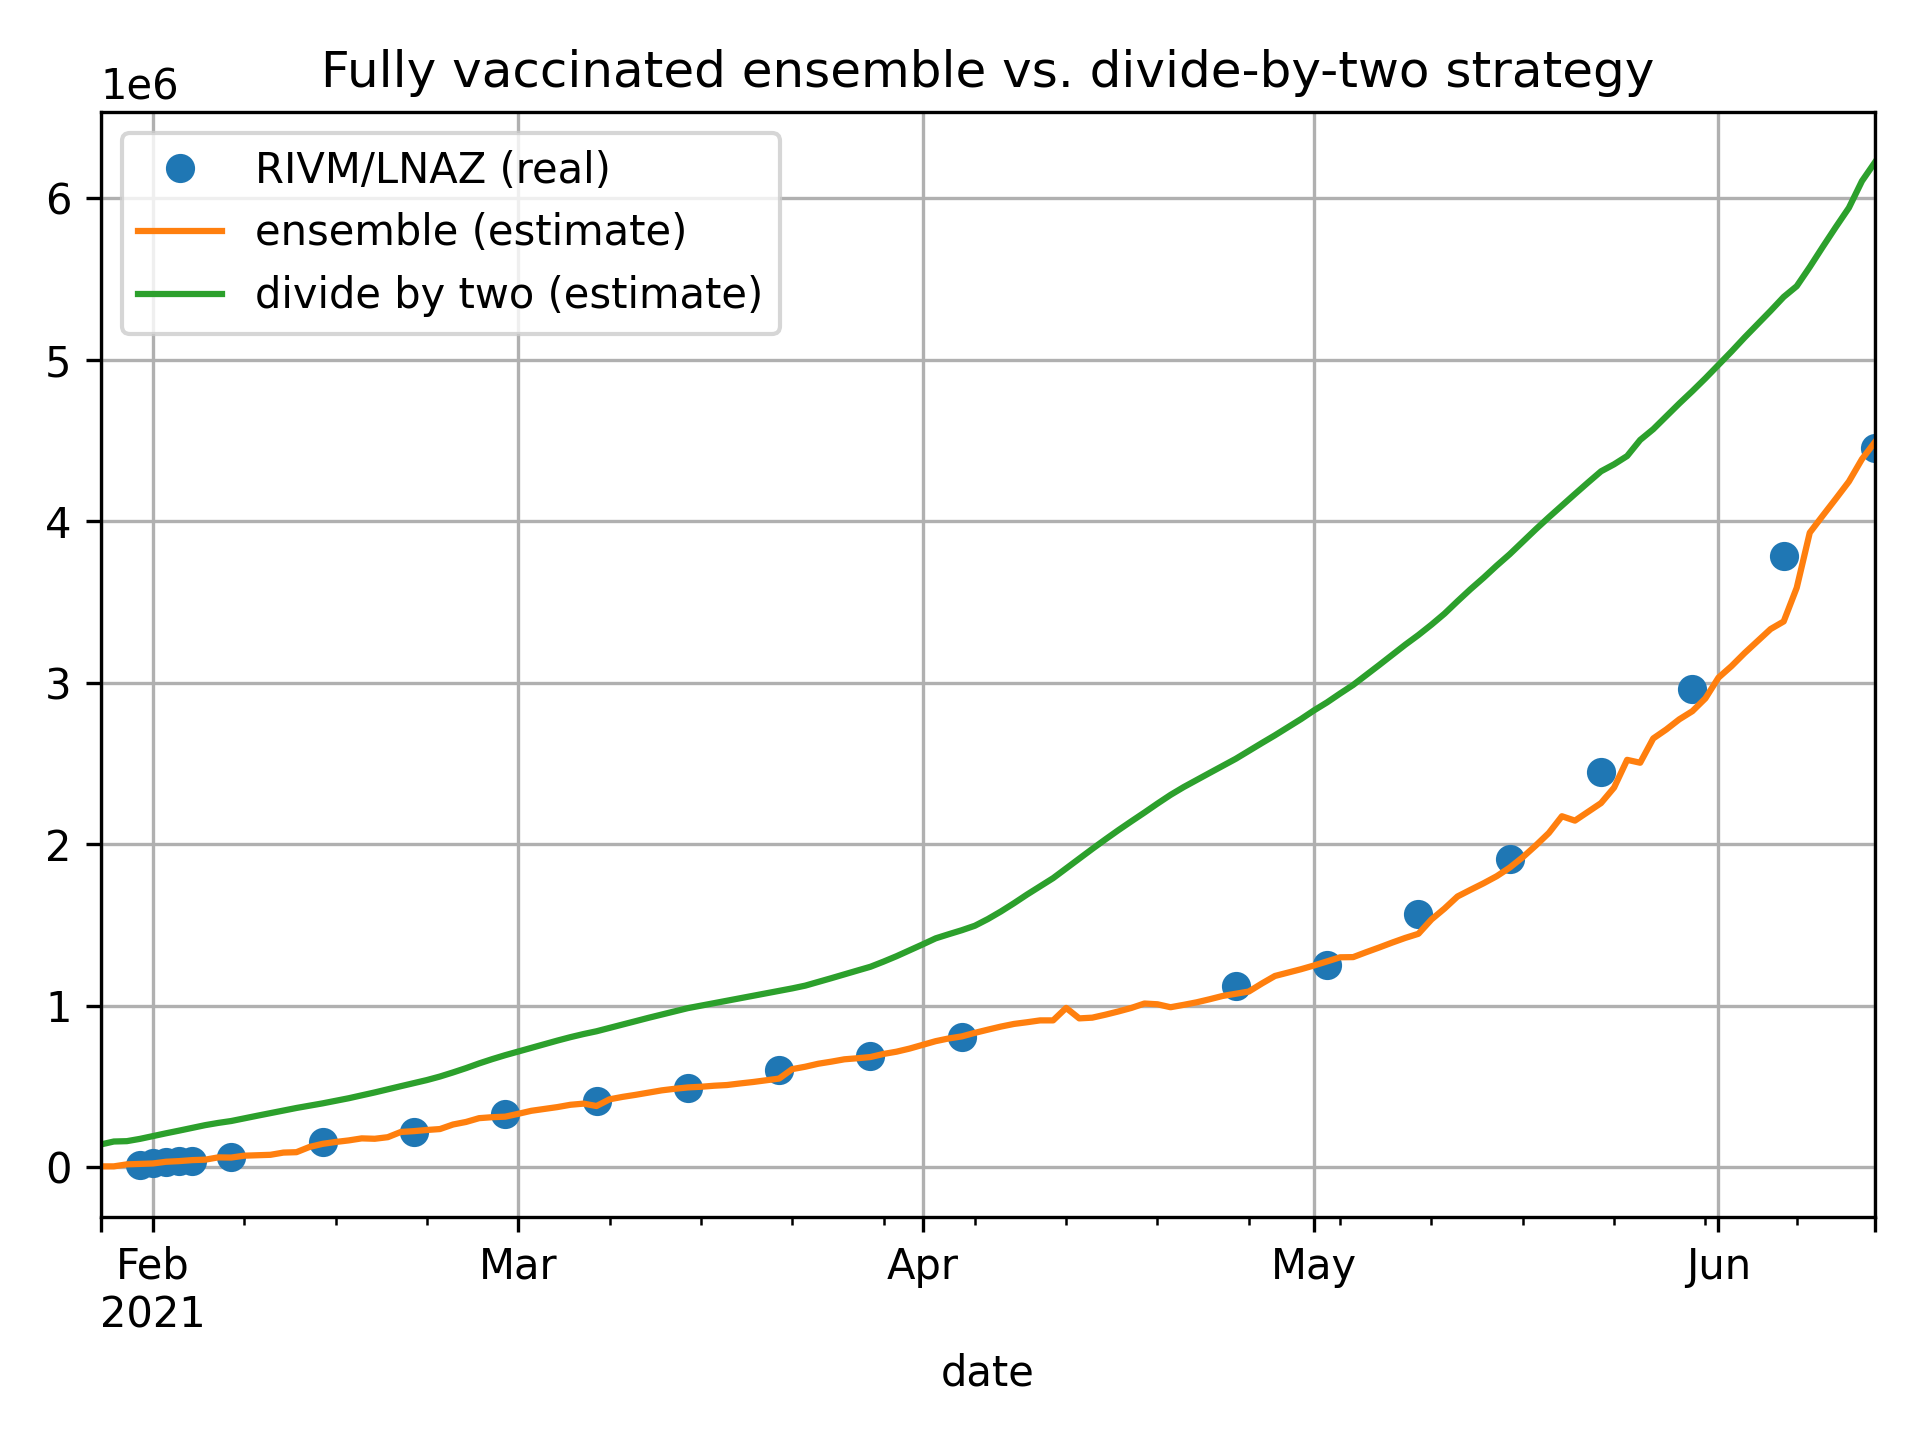 Fully vaccinated ensemble vs. divide-by-two strategy
1e6
RIVM/LNAZ (real)
ensemble (estimate)
divide by two (estimate)
6
5
4
3
2
1
0
Feb Mar Apr May Jun
2021
date